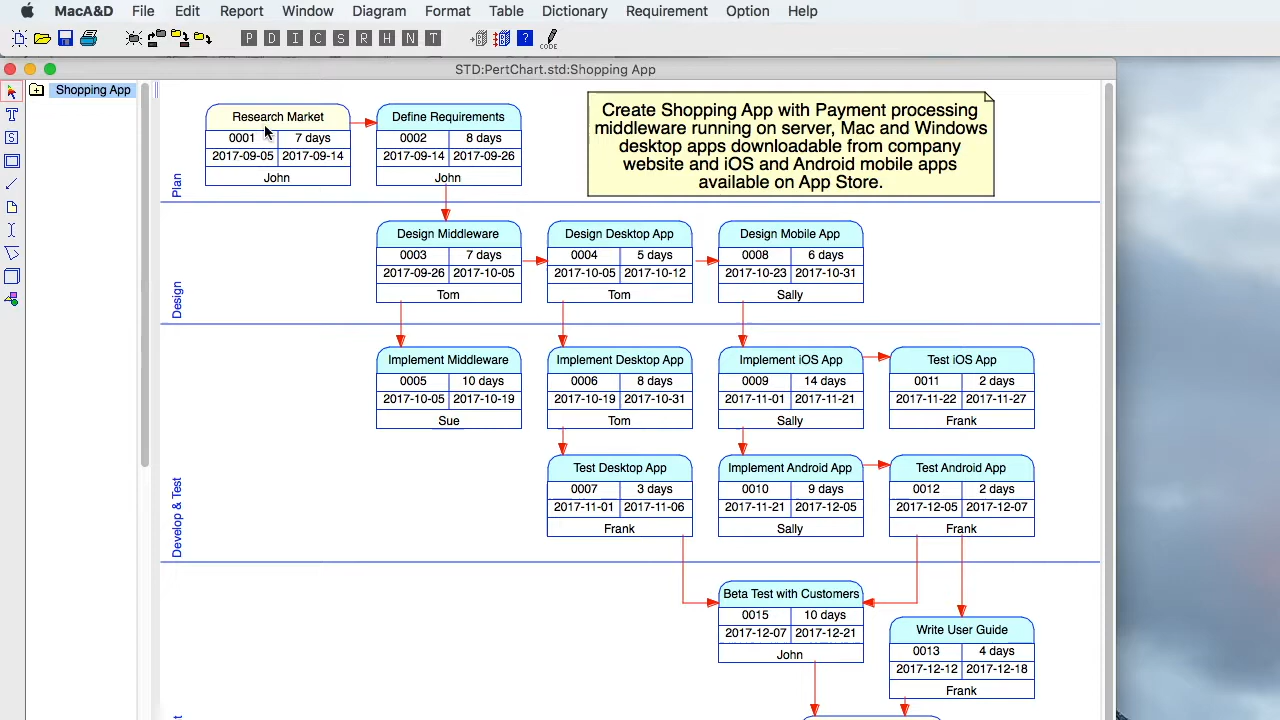 MacA&D File Edit Report Window Diagram Format Table Dictionary Requirement Option Help
P D I C S R H N T ? CODE
STD:PertChart.std:Shopping App
T
S
Shopping App
Plan
Research Market
0001 7 days
2017-09-05 2017-09-14
John
Define Requirements
0002 8 days
2017-09-14 2017-09-26
John
Create Shopping App with Payment processing
middleware running on server, Mac and Windows
desktop apps downloadable from company
website and iOS and Android mobile apps
available on App Store.
Design
Design Middleware
0003 7 days
2017-09-26 2017-10-05
Tom
Design Desktop App
0004 5 days
2017-10-05 2017-10-12
Tom
Design Mobile App
0008 6 days
2017-10-23 2017-10-31
Sally
Develop & Test
Implement Middleware
0005 10 days
2017-10-05 2017-10-19
Sue
Implement Desktop App
0006 8 days
2017-10-19 2017-10-31
Tom
Implement iOS App
0009 14 days
2017-11-01 2017-11-21
Sally
Test iOS App
0011 2 days
2017-11-22 2017-11-27
Frank
Test Desktop App
0007 3 days
2017-11-01 2017-11-06
Frank
Implement Android App
0010 9 days
2017-11-21 2017-12-05
Sally
Test Android App
0012 2 days
2017-12-05 2017-12-07
Frank
Beta Test with Customers
0015 10 days
2017-12-07 2017-12-21
John
Write User Guide
0013 4 days
2017-12-12 2017-12-18
Frank